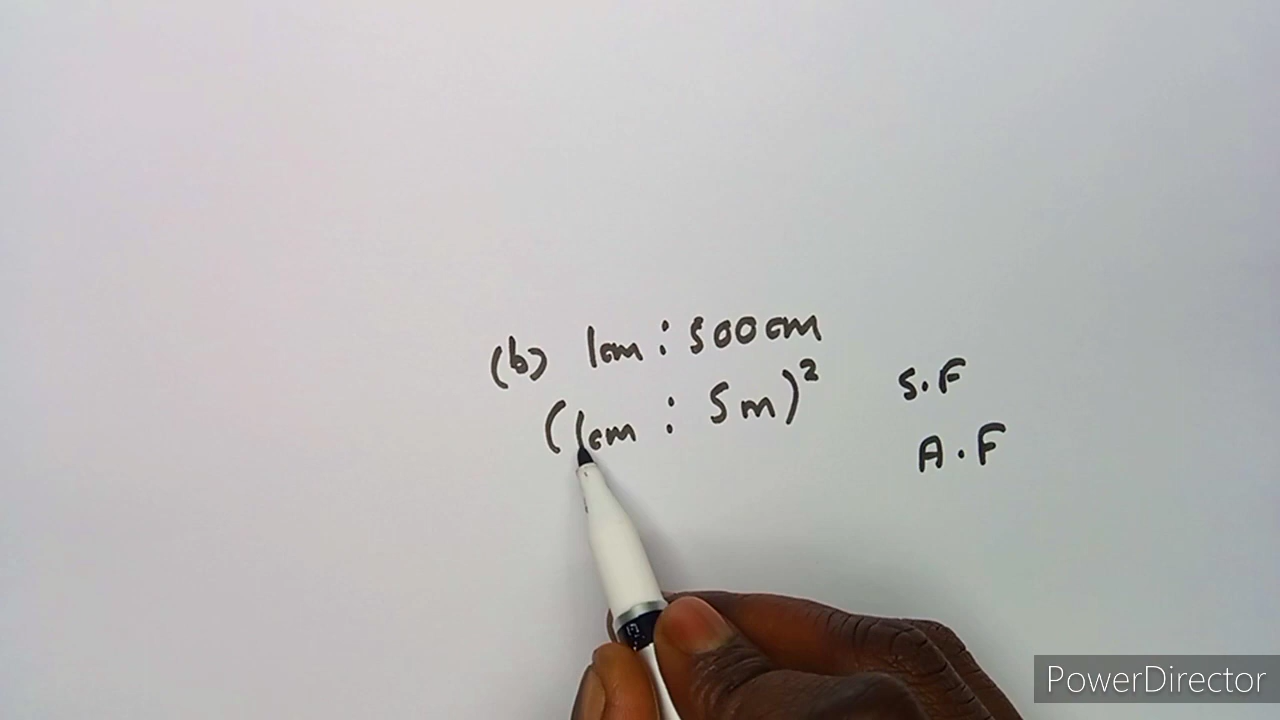 (b) 1cm : 500cm
(1cm : 5m)²
S.F
A.F
PowerDirector